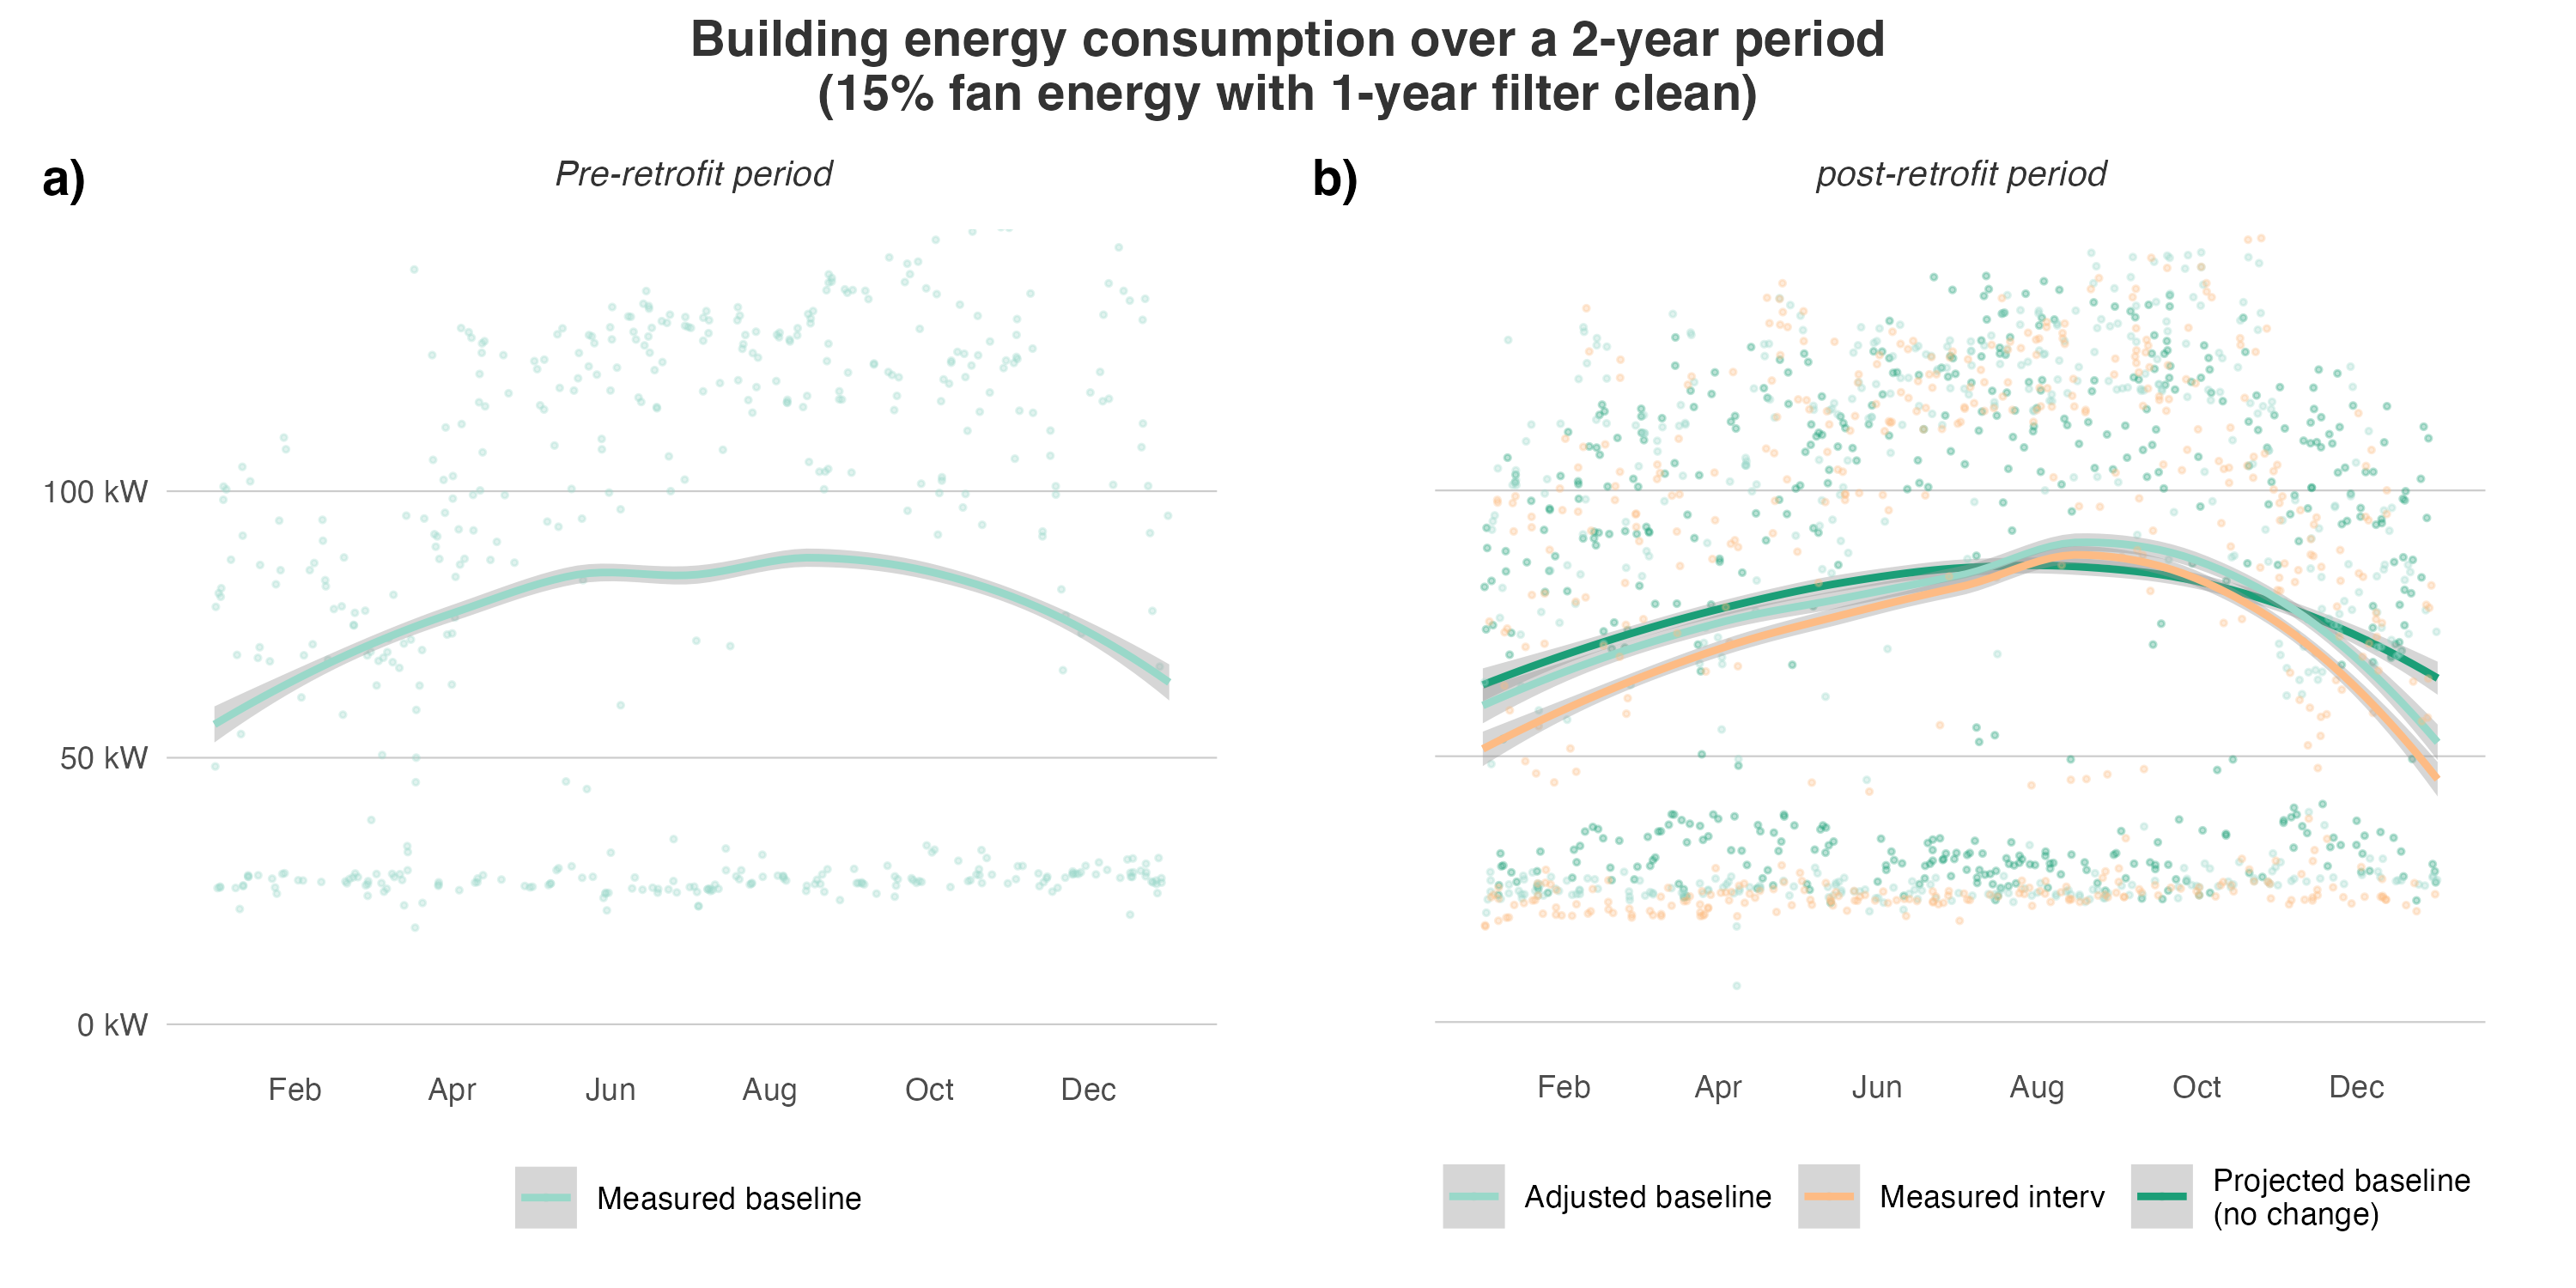 Building energy consumption over a 2-year period
(15% fan energy with 1-year filter clean)
a)
Pre-retrofit period
100 kW
50 kW
0 kW
Feb Apr Jun Aug Oct Dec
Measured baseline
b)
post-retrofit period
Feb Apr Jun Aug Oct Dec
Adjusted baseline
Measured interv
Projected baseline
(no change)